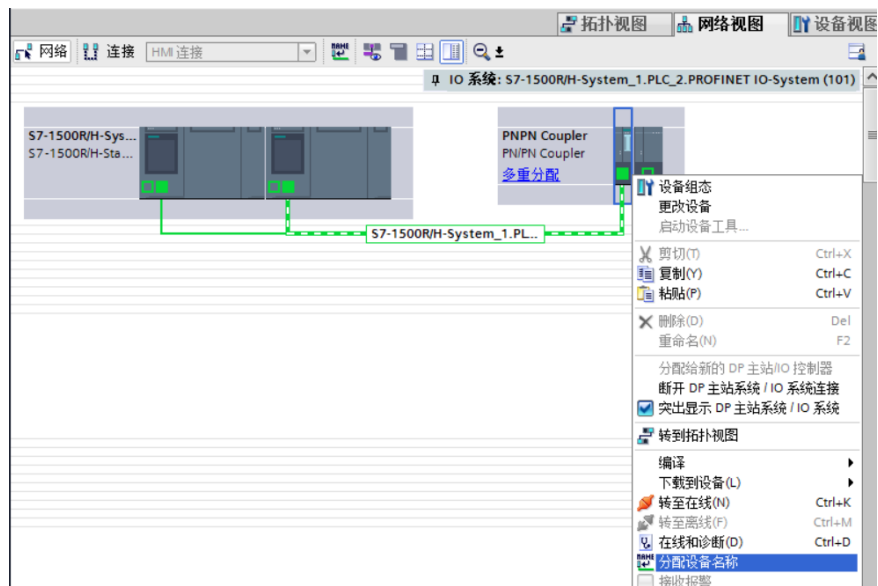 拓扑视图 网络视图 设备视图
网络 连接 HMI 连接
IO 系统: S7-1500R/H-System_1.PLC_2.PROFINET IO-System (101)
S7-1500R/H-Sys...
S7-1500R/H-Sta...
PNPN Coupler
PN/PN Coupler
多重分配
S7-1500R/H-System_1.PL...
设备组态
更改设备
启动设备工具...
剪切(T) Ctrl+X
复制(Y) Ctrl+C
粘贴(P) Ctrl+V
删除(D) Del
重命名(N) F2
分配给新的 DP 主站/IO 控制器
断开 DP 主站系统 / IO 系统连接
突出显示 DP 主站系统 / IO 系统
转到拓扑视图
编译
下载到设备(L)
转至在线(N) Ctrl+K
转至离线(F) Ctrl+M
在线和诊断(D) Ctrl+D
NAME 分配设备名称
接收报警